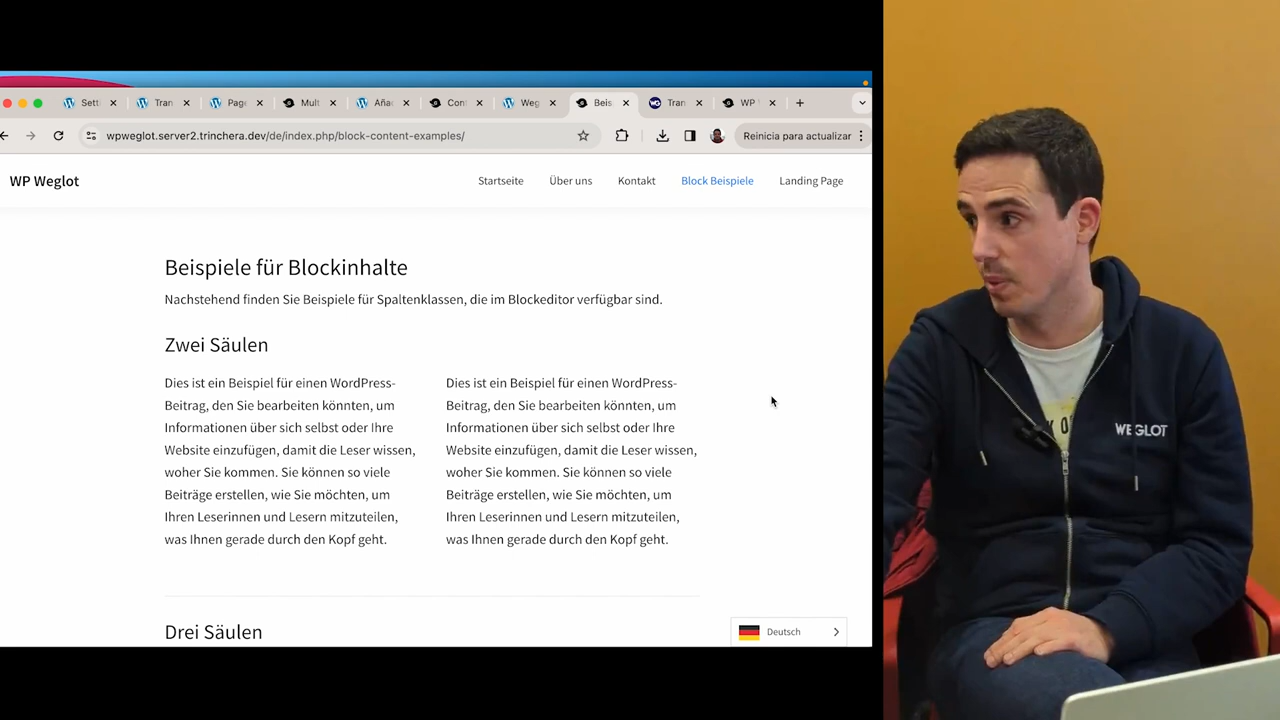 Sett
Tran
Page
Mult
Aña
Con
Weg
Beis
Tran
WP
wpweglot.server2.trinchera.dev/de/index.php/block-content-examples/
Reinicia para actualizar
WP Weglot
Startseite
Über uns
Kontakt
Block Beispiele
Landing Page
Beispiele für Blockinhalte
Nachstehend finden Sie Beispiele für Spaltenklassen, die im Blockeditor verfügbar sind.
Zwei Säulen
Dies ist ein Beispiel für einen WordPress-
Beitrag, den Sie bearbeiten könnten, um
Informationen über sich selbst oder Ihre
Website einzufügen, damit die Leser wissen,
woher Sie kommen. Sie können so viele
Beiträge erstellen, wie Sie möchten, um
Ihren Leserinnen und Lesern mitzuteilen,
was Ihnen gerade durch den Kopf geht.
Dies ist ein Beispiel für einen WordPress-
Beitrag, den Sie bearbeiten könnten, um
Informationen über sich selbst oder Ihre
Website einzufügen, damit die Leser wissen,
woher Sie kommen. Sie können so viele
Beiträge erstellen, wie Sie möchten, um
Ihren Leserinnen und Lesern mitzuteilen,
was Ihnen gerade durch den Kopf geht.
Drei Säulen
Deutsch
WEGLOT